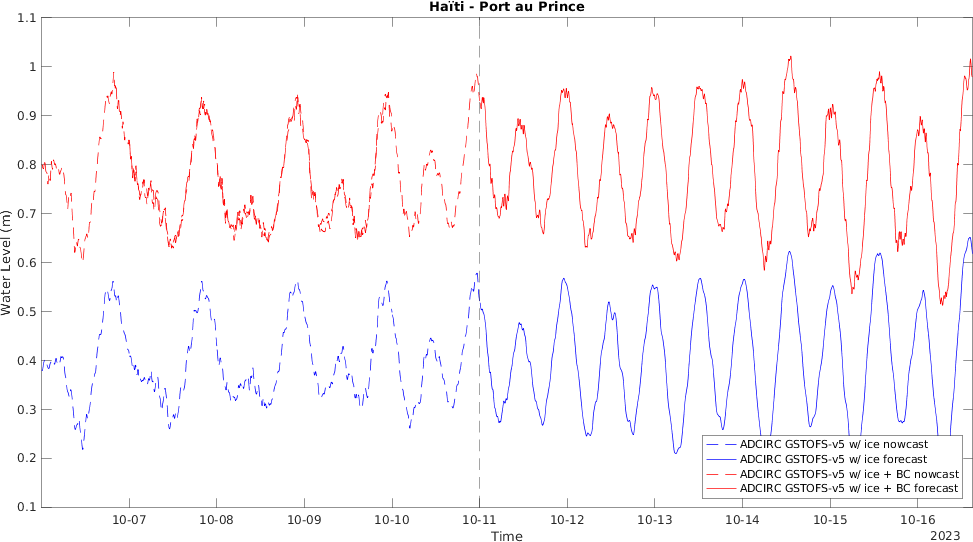 Haïti - Port au Prince
1.1
1
0.9
0.8
0.7
0.6
0.5
0.4
0.3
0.2
0.1
Water Level (m)
ADCIRC GSTOFS-v5 w/ ice nowcast
ADCIRC GSTOFS-v5 w/ ice forecast
ADCIRC GSTOFS-v5 w/ ice + BC nowcast
ADCIRC GSTOFS-v5 w/ ice + BC forecast
10-07 10-08 10-09 10-10 10-11 10-12 10-13 10-14 10-15 10-16
Time
2023